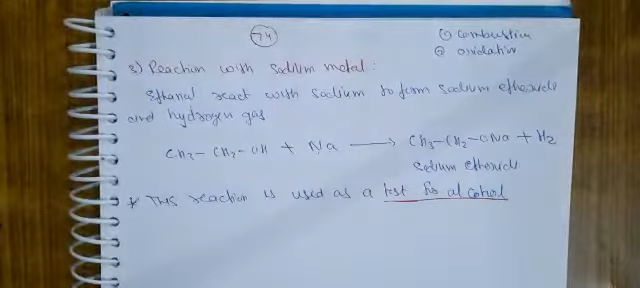 74
① Combustion
② oxidation
3) Reaction with sodium metal:
Ethanol react with sodium to form sodium ethoxide
and hydrogen gas
CH3-CH2-OH + Na → CH3-CH2-ONa + H2
Sodium ethoxide
* This reaction is used as a test for alcohol